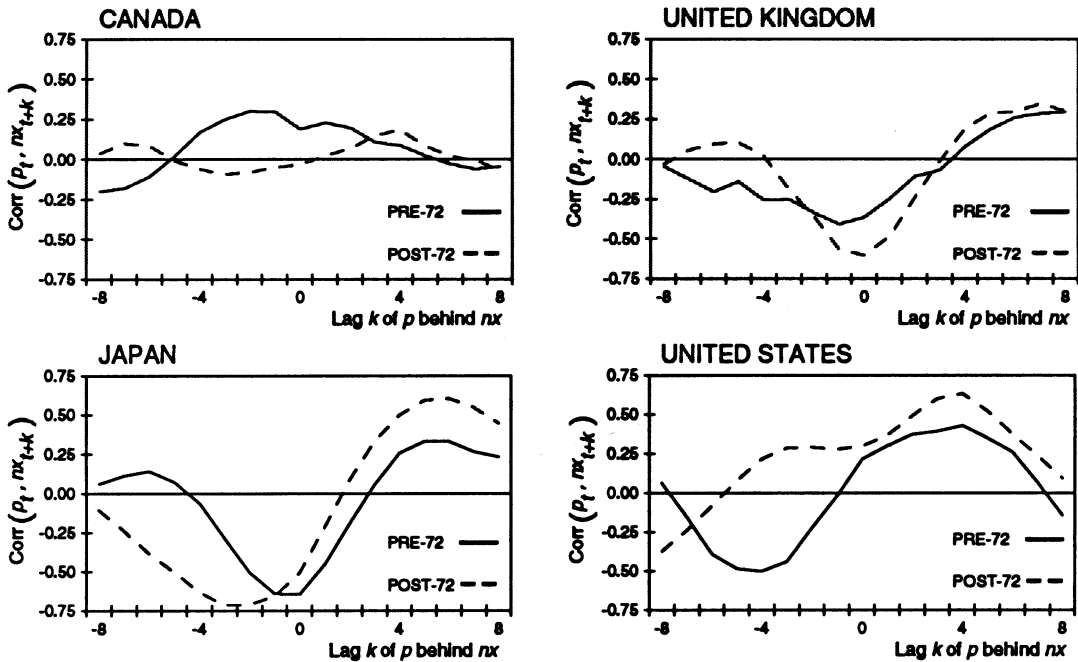 CANADA
0.75
0.50
0.25
0.00
-0.25
-0.50
-0.75
Corr(p_t, nx_{t+k})
PRE-72
POST-72
-8 -4 0 4 8
Lag k of p behind nx
UNITED KINGDOM
0.75
0.50
0.25
0.00
-0.25
-0.50
-0.75
Corr(p_t, nx_{t+k})
PRE-72
POST-72
-8 -4 0 4 8
Lag k of p behind nx
JAPAN
0.75
0.50
0.25
0.00
-0.25
-0.50
-0.75
Corr(p_t, nx_{t+k})
PRE-72
POST-72
-8 -4 0 4 8
Lag k of p behind nx
UNITED STATES
0.75
0.50
0.25
0.00
-0.25
-0.50
-0.75
Corr(p_t, nx_{t+k})
PRE-72
POST-72
-8 -4 0 4 8
Lag k of p behind nx